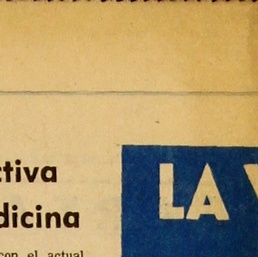 ctiva
dicina
con el actual
LA V